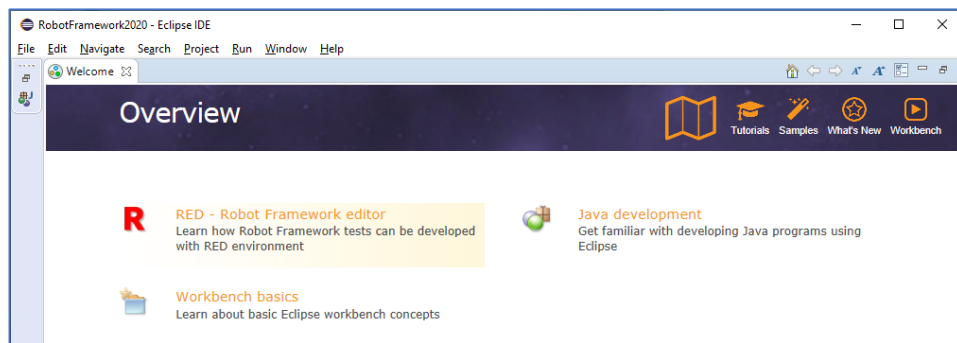 RobotFramework2020 - Eclipse IDE
File Edit Navigate Search Project Run Window Help
Welcome
Overview
Tutorials Samples What's New Workbench
R RED - Robot Framework editor
Learn how Robot Framework tests can be developed
with RED environment
Java development
Get familiar with developing Java programs using
Eclipse
Workbench basics
Learn about basic Eclipse workbench concepts